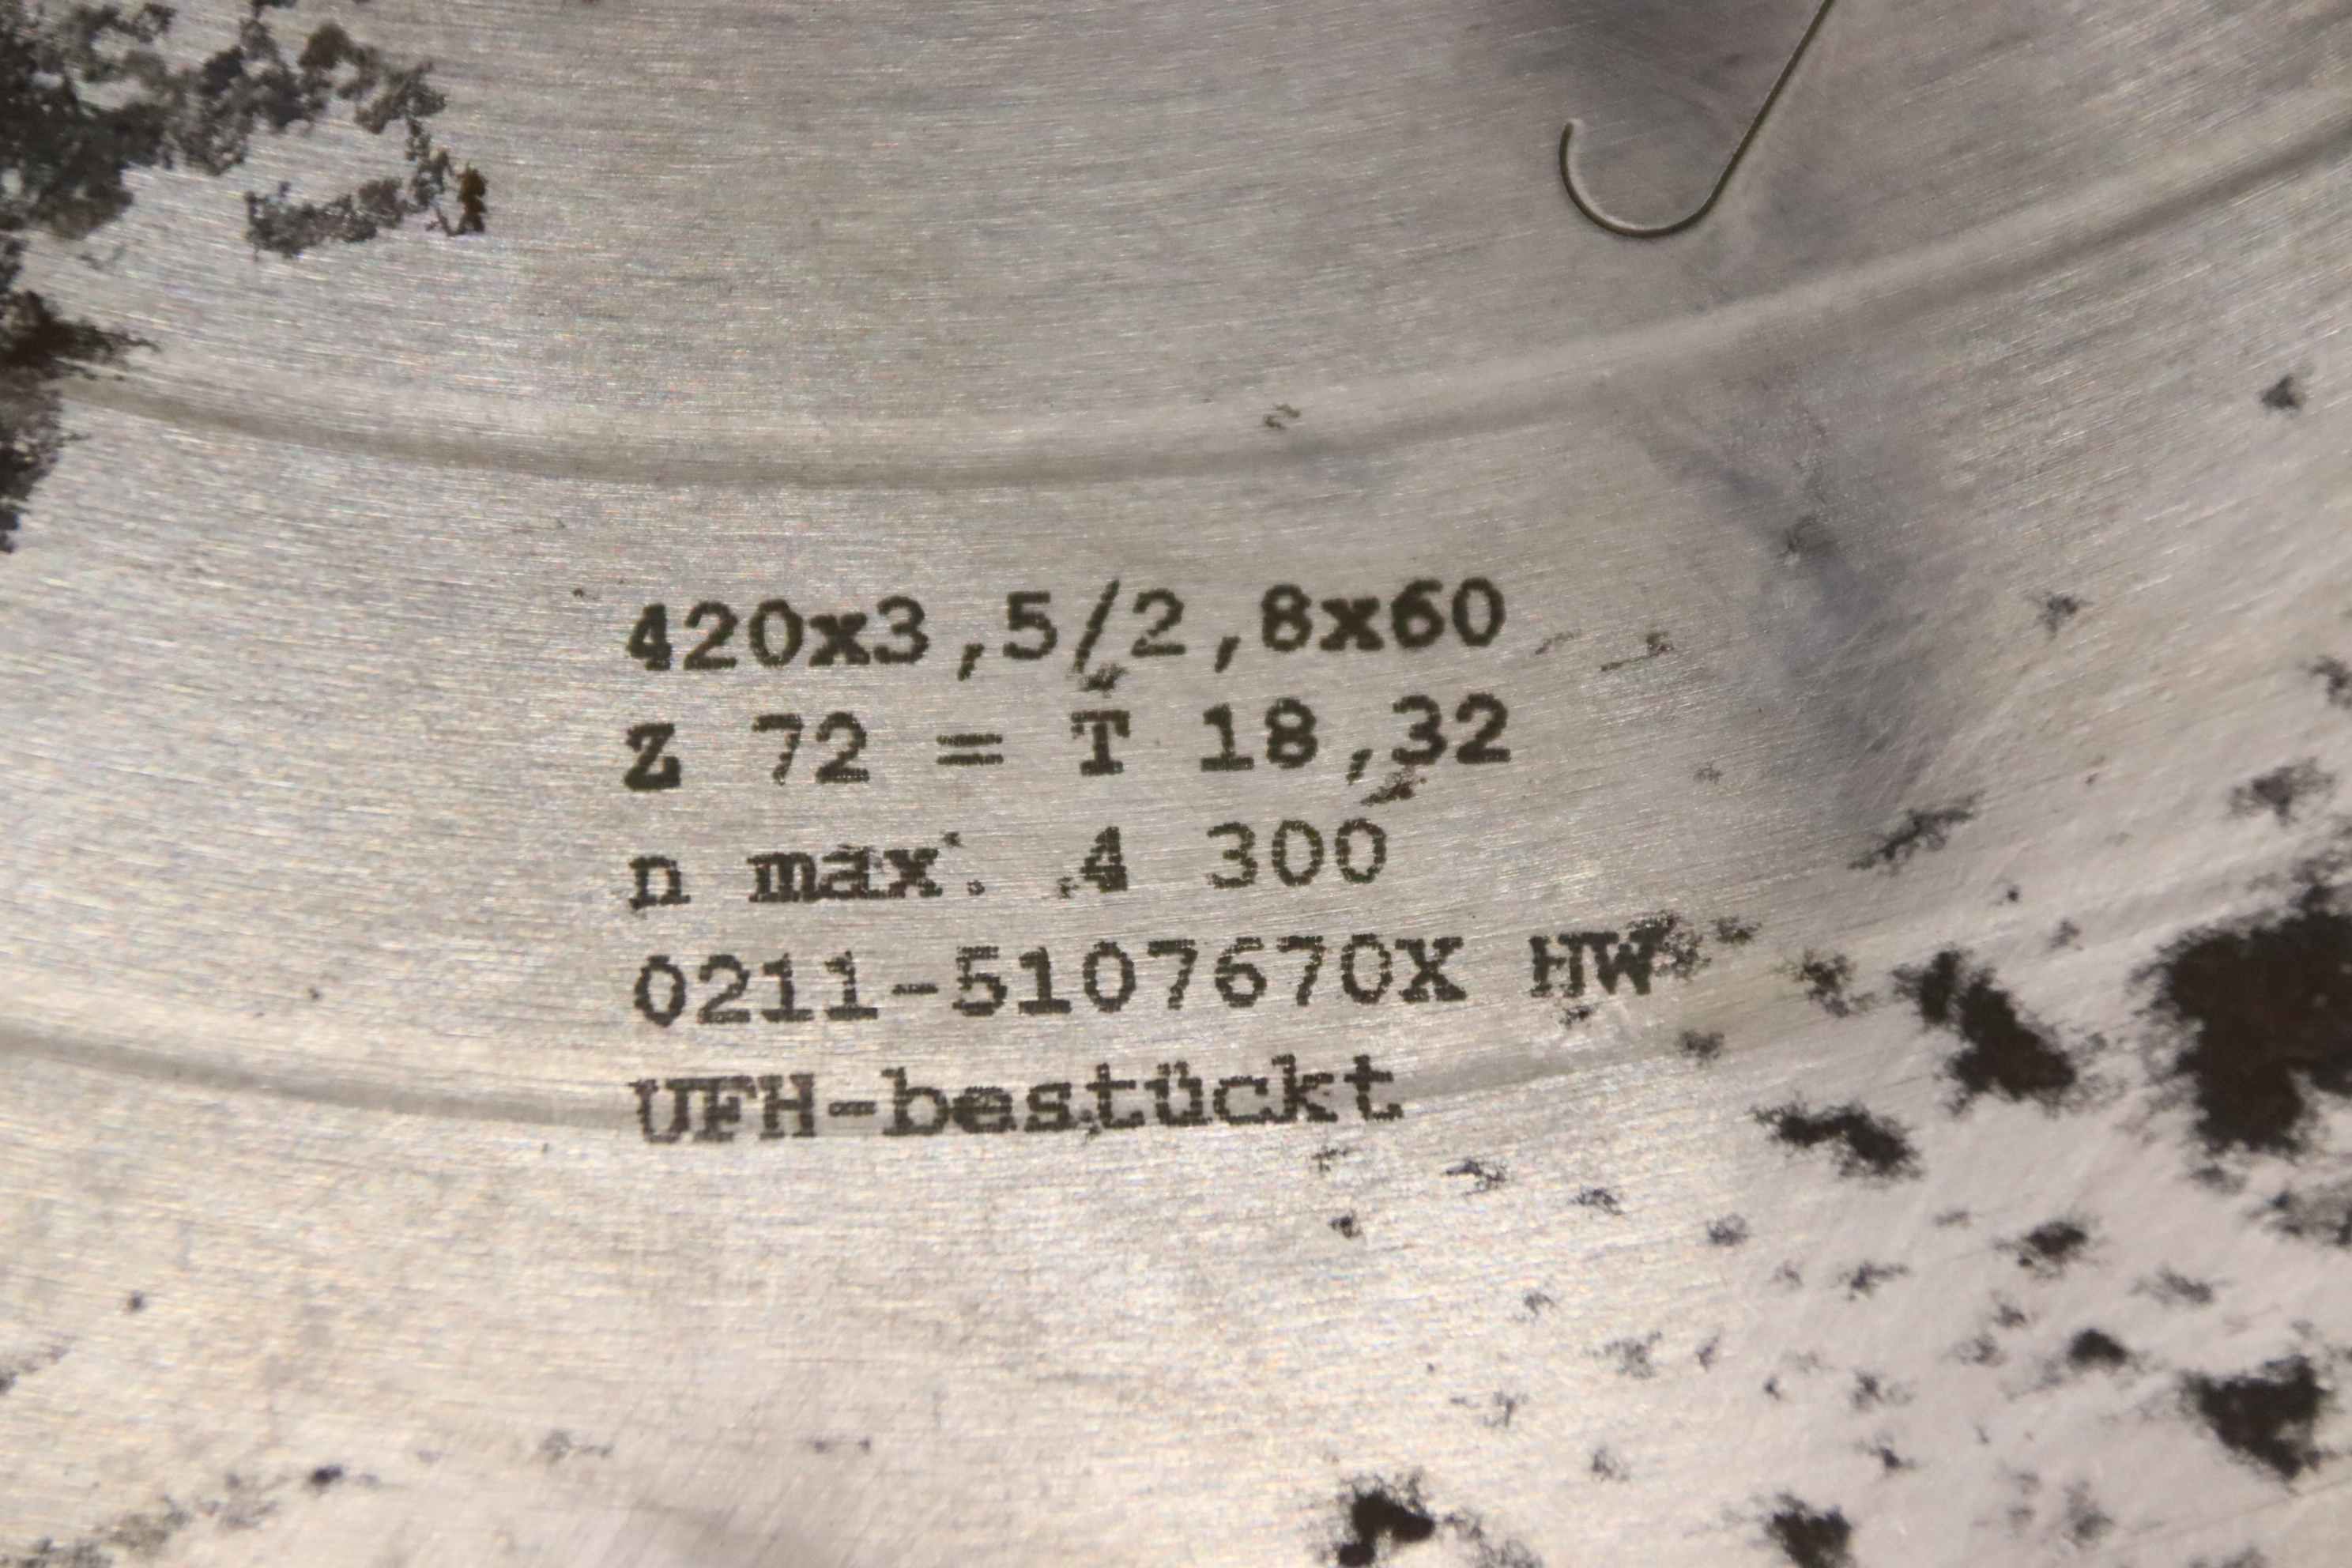 420x3,5/2,8x60
Z 72 = T 18,32
n max. 4 300
0211-5107670X HW
UFH-bestückt